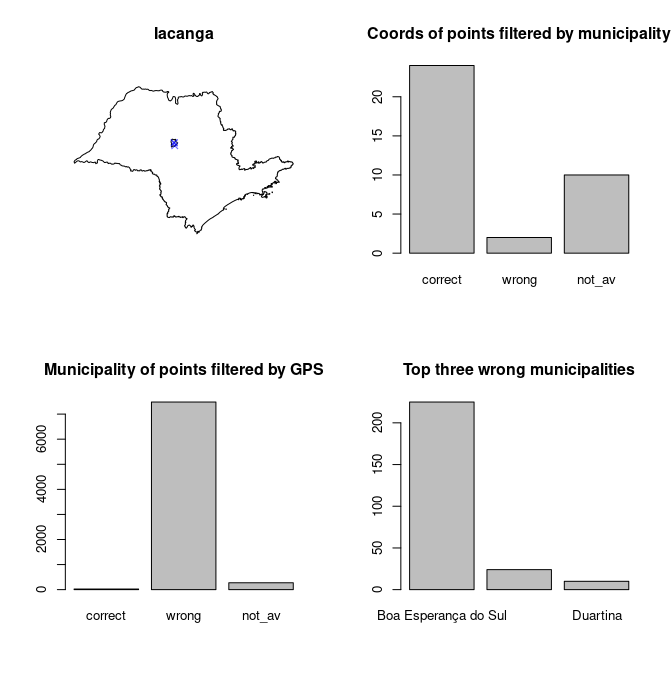 Iacanga
Coords of points filtered by municipality
20
15
10
5
0
correct wrong not_av
Municipality of points filtered by GPS
6000
4000
2000
0
correct wrong not_av
Top three wrong municipalities
200
150
100
50
0
Boa Esperança do Sul Duartina